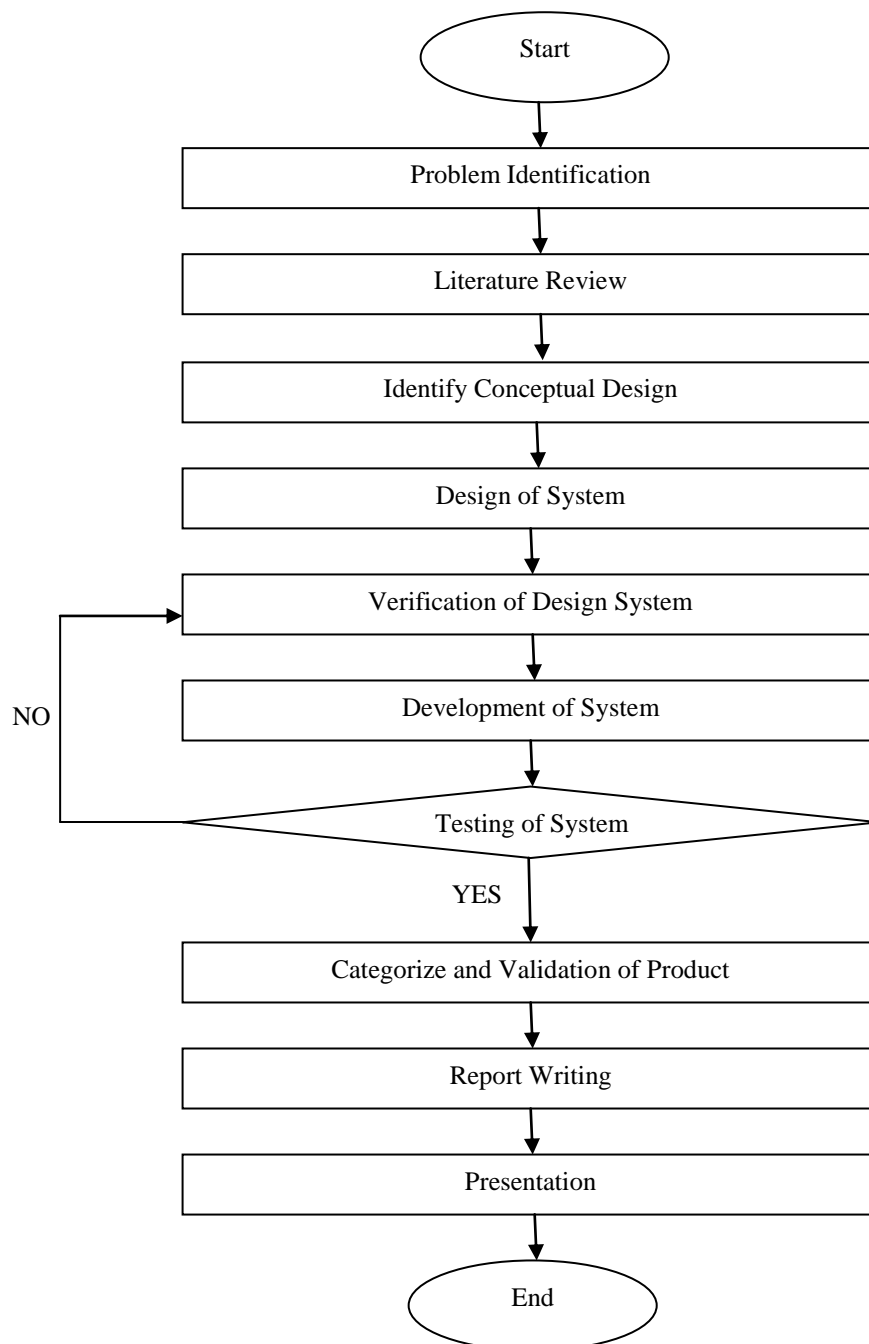 Start
Problem Identification
Literature Review
Identify Conceptual Design
Design of System
Verification of Design System
Development of System
NO
Testing of System
YES
Categorize and Validation of Product
Report Writing
Presentation
End